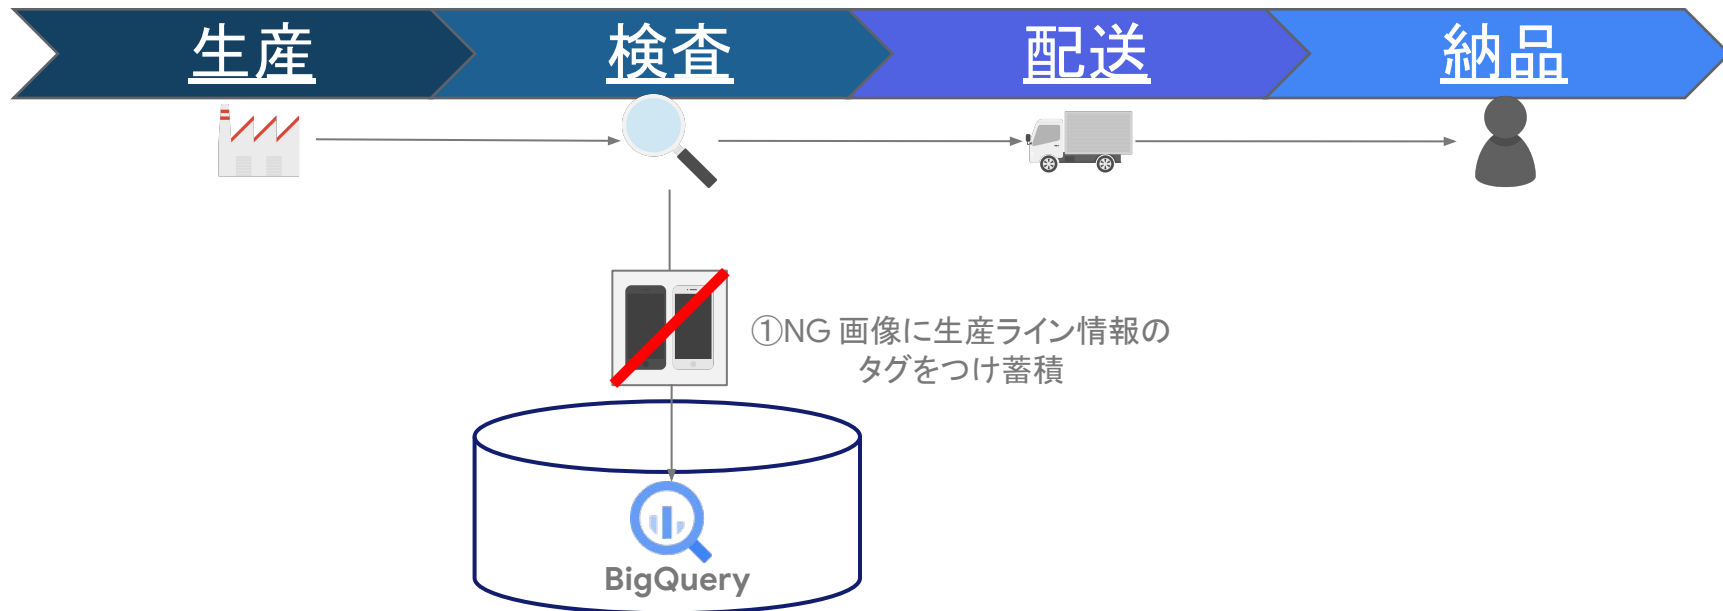 生産
検査
配送
納品
①NG 画像に生産ライン情報の
タグをつけ蓄積
BigQuery